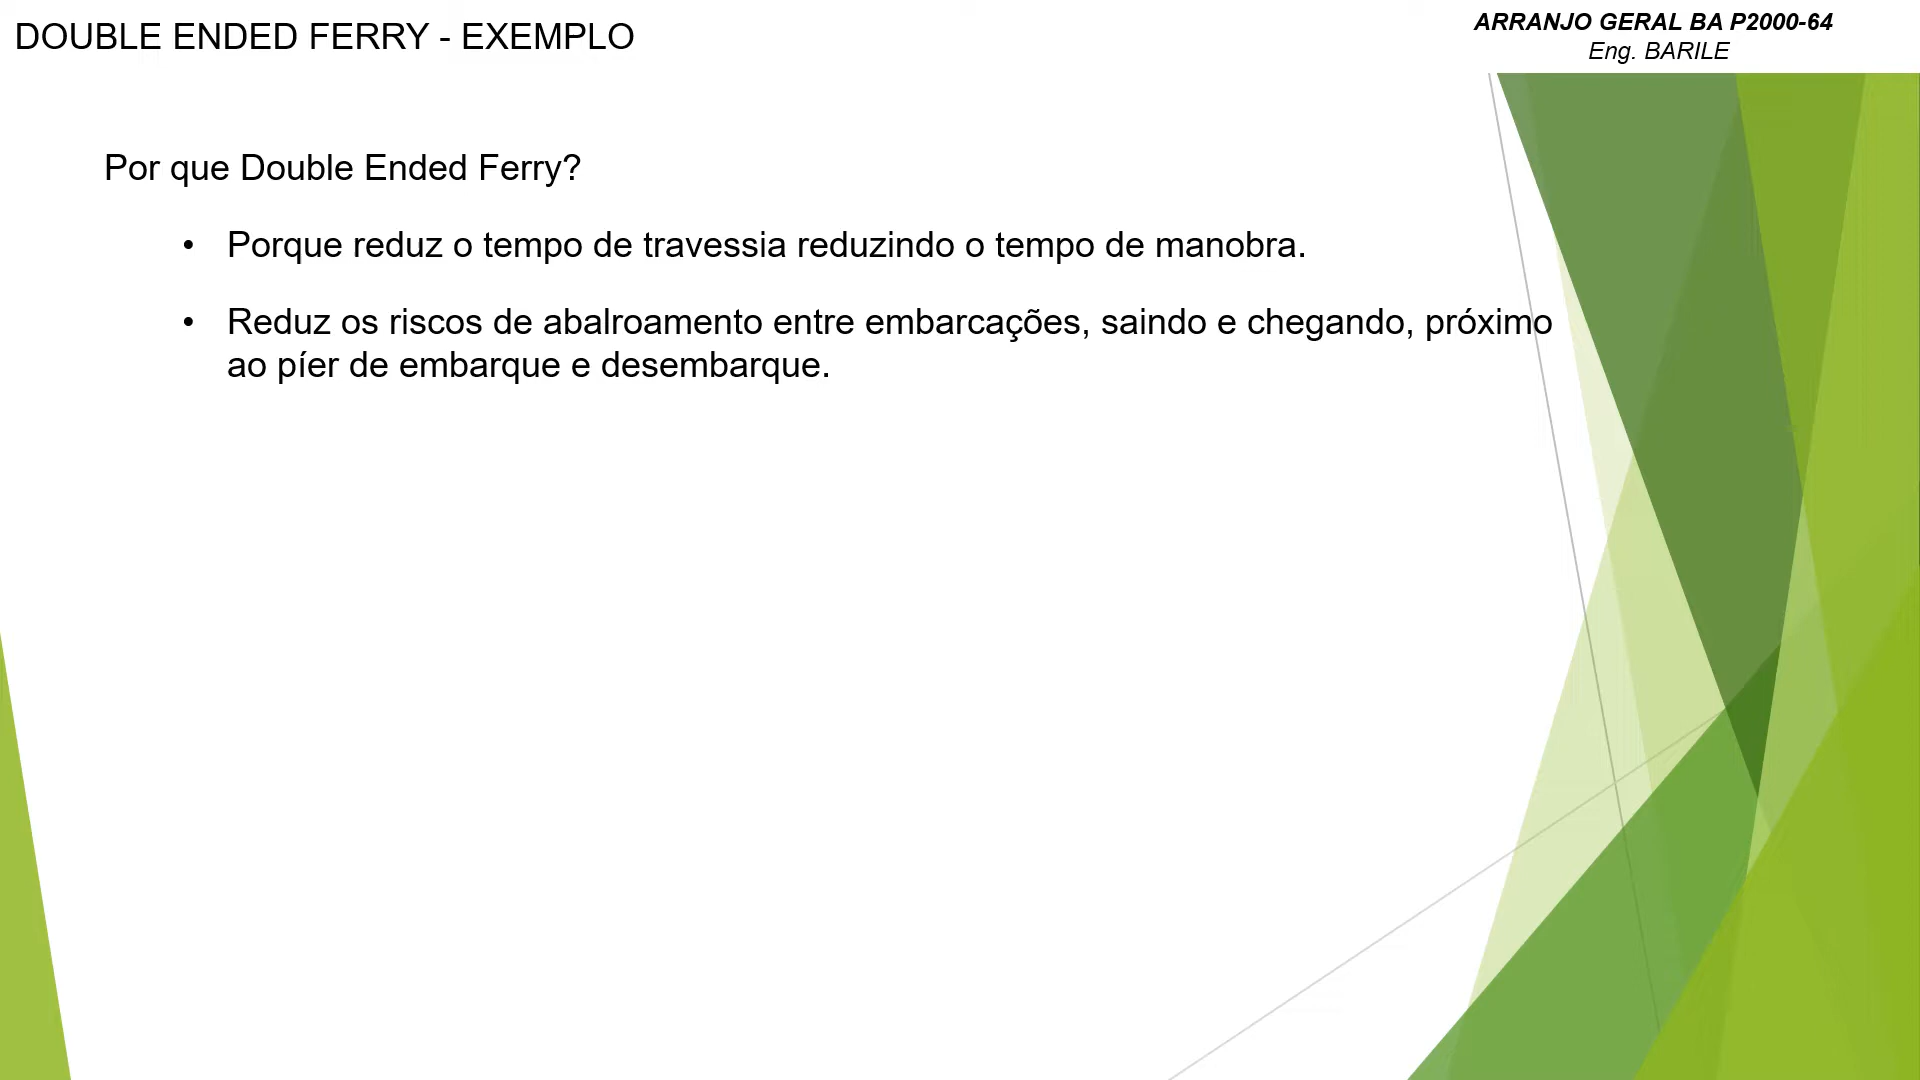 DOUBLE ENDED FERRY - EXEMPLO
ARRANJO GERAL BA P2000-64
Eng. BARILE
Por que Double Ended Ferry?
• Porque reduz o tempo de travessia reduzindo o tempo de manobra.
• Reduz os riscos de abalroamento entre embarcações, saindo e chegando, próximo
ao píer de embarque e desembarque.